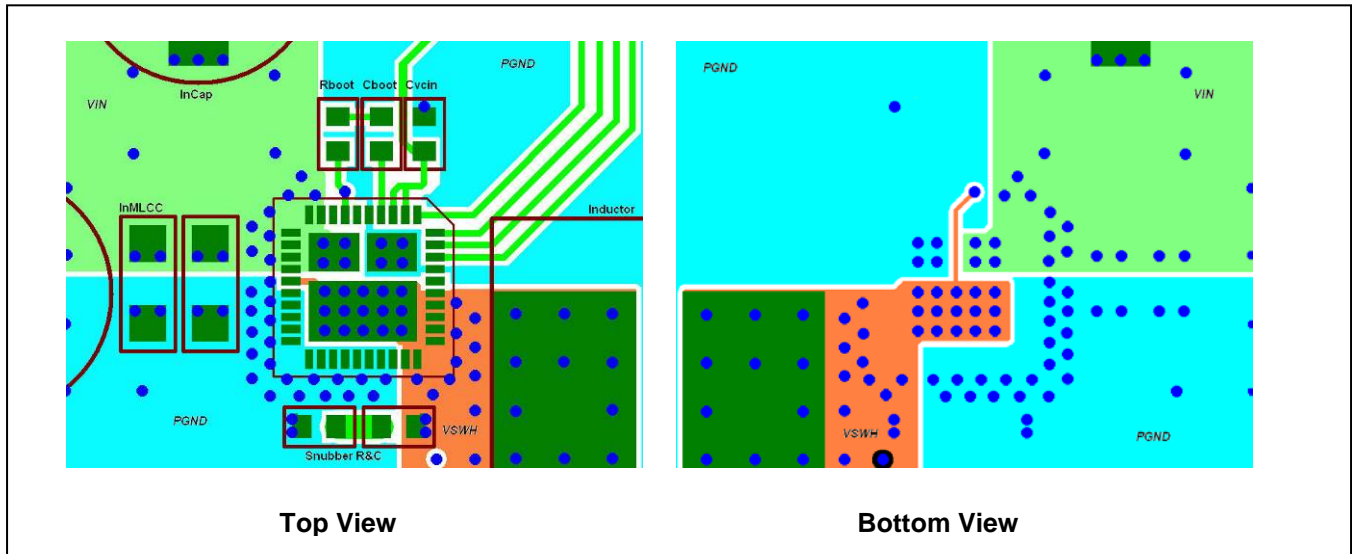 PGND
Rboot Cboot Cvcin
InCap
VIN
InMLCC
Inductor
PGND
VSWH
Snubber R&C
Top View
PGND
VIN
VSWH
PGND
Bottom View